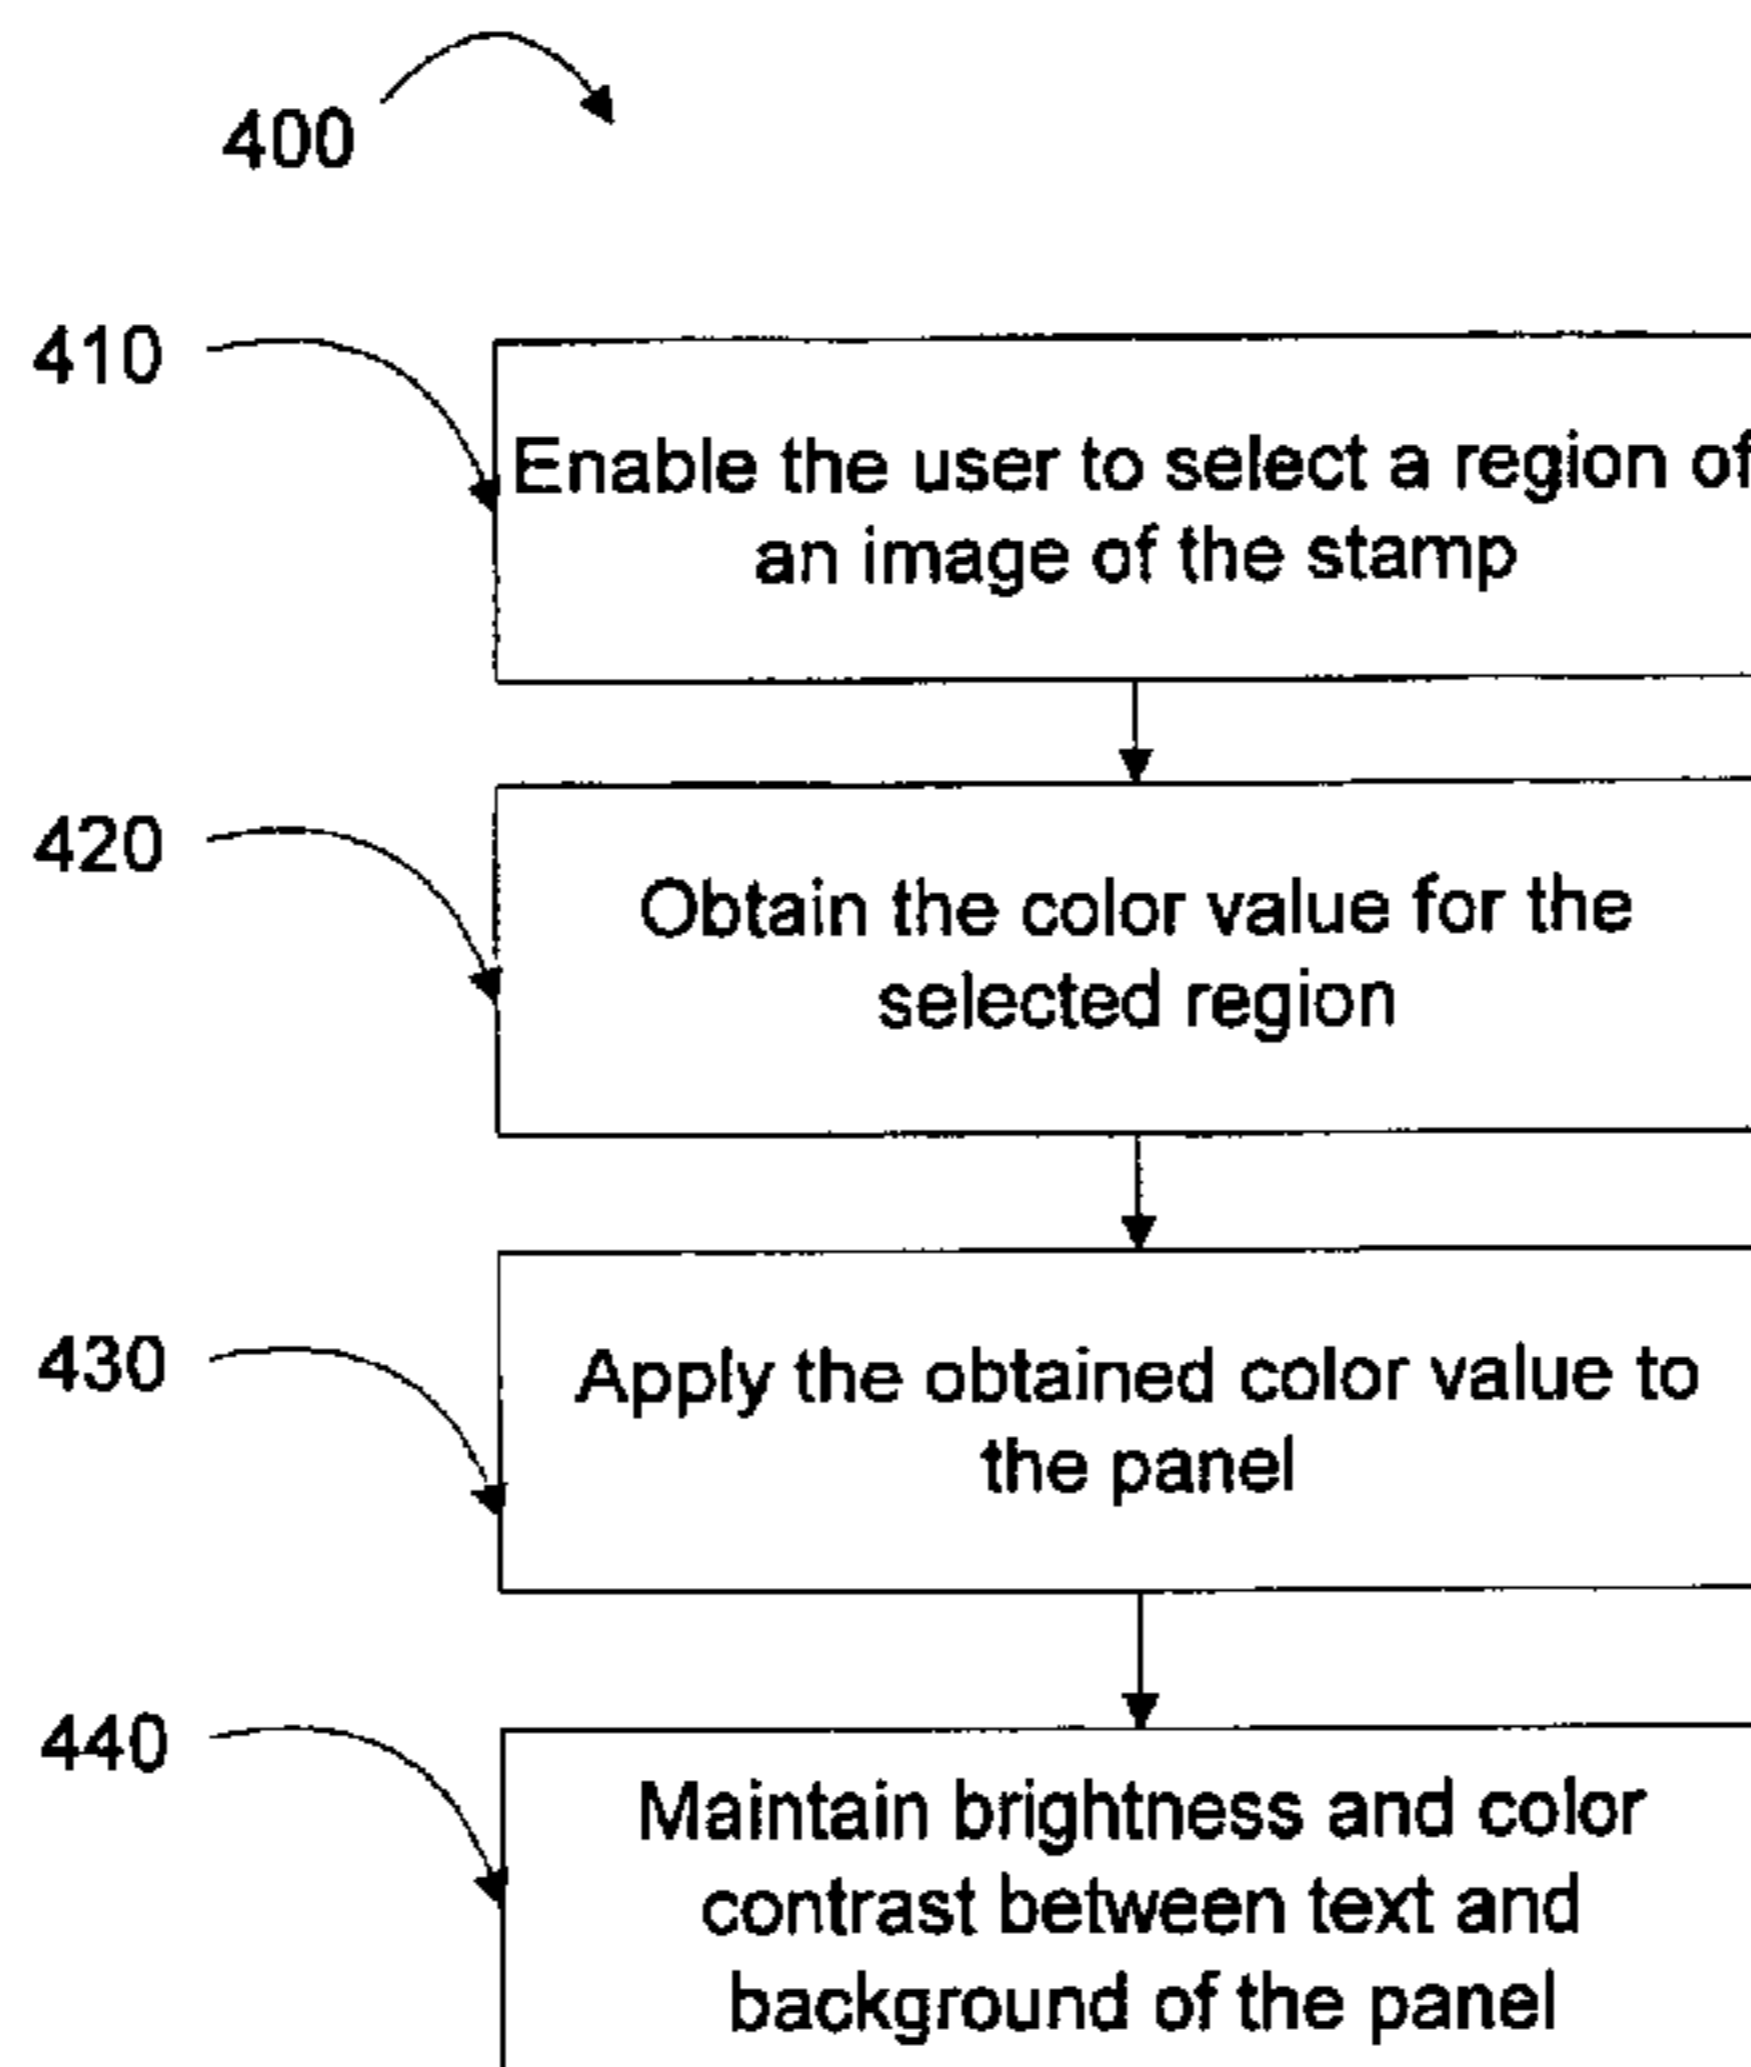 400
410
Enable the user to select a region of
an image of the stamp
420
Obtain the color value for the
selected region
430
Apply the obtained color value to
the panel
440
Maintain brightness and color
contrast between text and
background of the panel